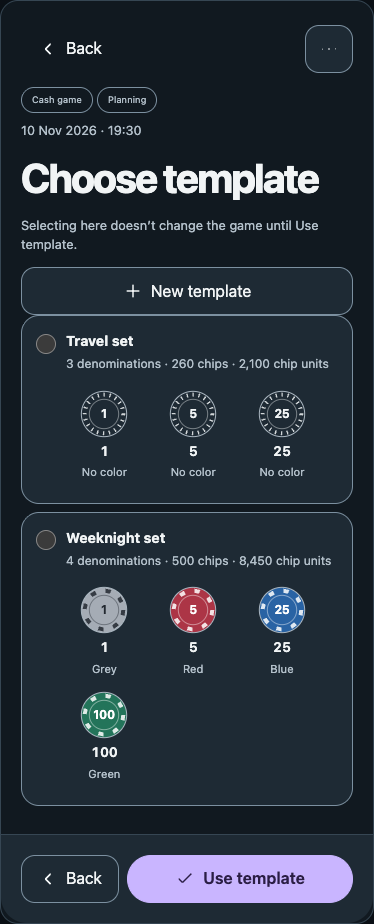 Back
Cash game Planning
10 Nov 2026 · 19:30
Choose template
Selecting here doesn’t change the game until Use
template.
New template
Travel set
3 denominations · 260 chips · 2,100 chip units
1 5 25
1 5 25
No color No color No color
Weeknight set
4 denominations · 500 chips · 8,450 chip units
1 5 25
1 5 25
Grey Red Blue
100
100
Green
Back Use template